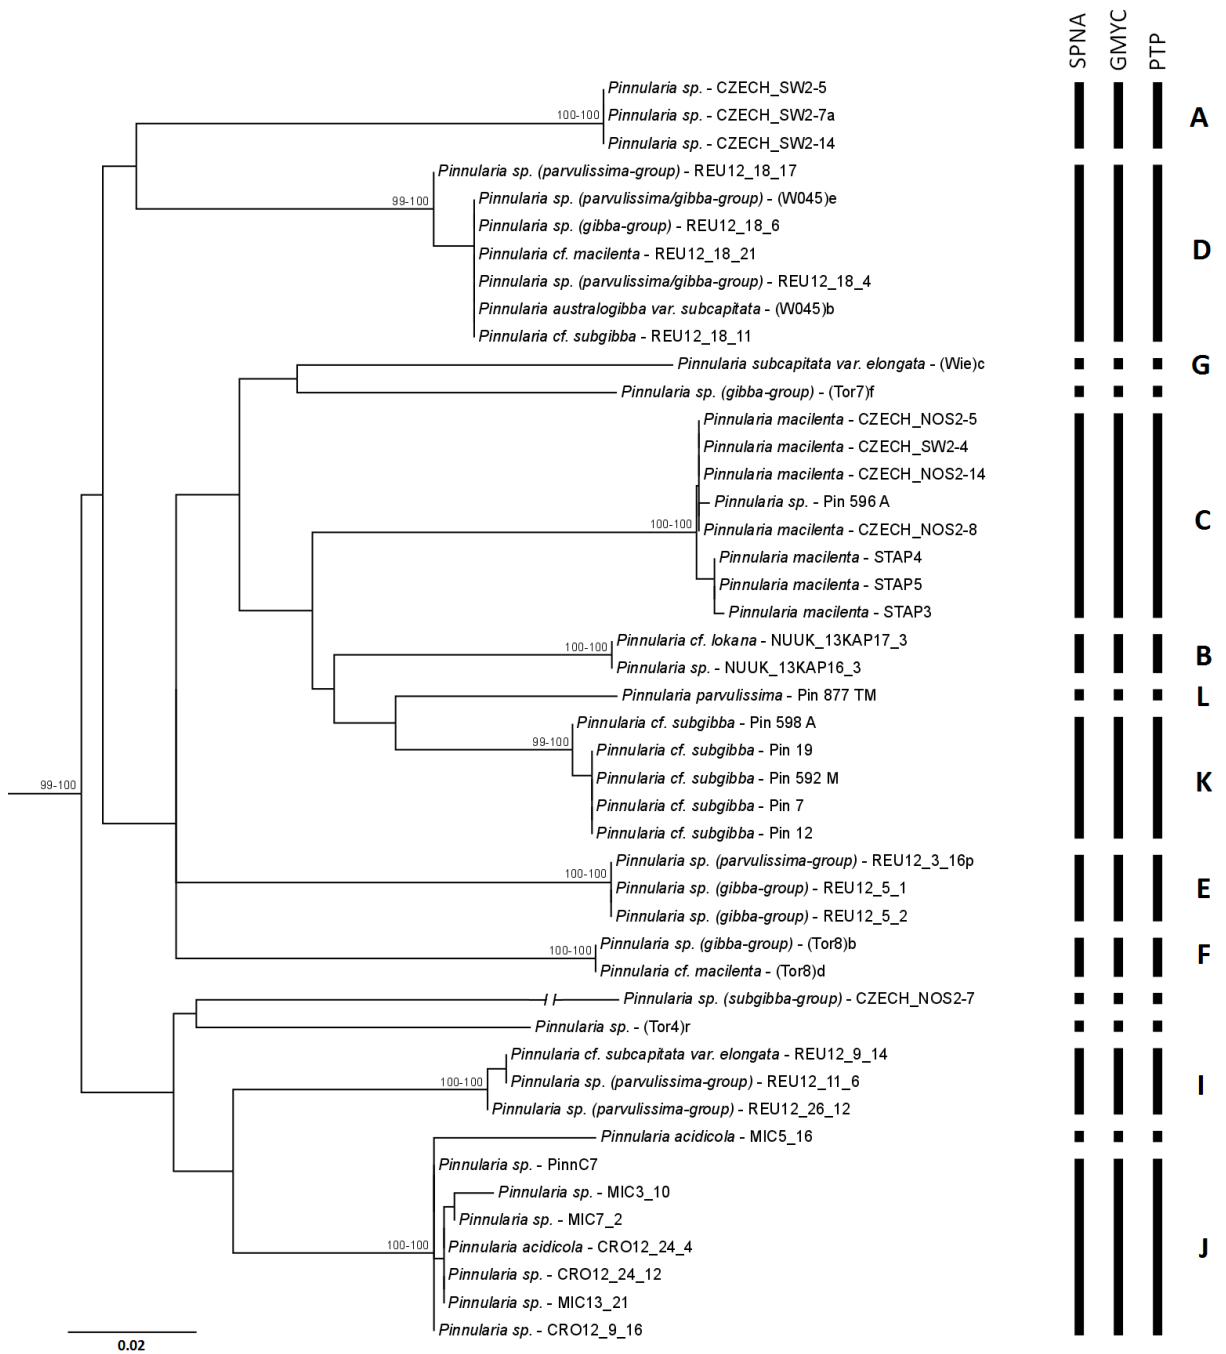 SPNA
GMYC
PTP
Pinnularia sp. - CZECH_SW2-5
100-100
Pinnularia sp. - CZECH_SW2-7a
A
Pinnularia sp. - CZECH_SW2-14
Pinnularia sp. (parvulissima-group) - REU12_18_17
99-100
Pinnularia sp. (parvulissima/gibba-group) - (W045)e
Pinnularia sp. (gibba-group) - REU12_18_6
Pinnularia cf. macilenta - REU12_18_21
D
Pinnularia sp. (parvulissima/gibba-group) - REU12_18_4
Pinnularia australogibba var. subcapitata - (W045)b
Pinnularia cf. subgibba - REU12_18_11
Pinnularia subcapitata var. elongata - (Wie)c
G
Pinnularia sp. (gibba-group) - (Tor7)f
Pinnularia macilenta - CZECH_NOS2-5
Pinnularia macilenta - CZECH_SW2-4
Pinnularia macilenta - CZECH_NOS2-14
Pinnularia sp. - Pin 596 A
C
100-100
Pinnularia macilenta - CZECH_NOS2-8
Pinnularia macilenta - STAP4
Pinnularia macilenta - STAP5
Pinnularia macilenta - STAP3
Pinnularia cf. lokana - NUUK_13KAP17_3
100-100
B
Pinnularia sp. - NUUK_13KAP16_3
Pinnularia parvulissima - Pin 877 TM
L
Pinnularia cf. subgibba - Pin 598 A
99-100
Pinnularia cf. subgibba - Pin 19
Pinnularia cf. subgibba - Pin 592 M
K
99-100
Pinnularia cf. subgibba - Pin 7
Pinnularia cf. subgibba - Pin 12
Pinnularia sp. (parvulissima-group) - REU12_3_16p
100-100
Pinnularia sp. (gibba-group) - REU12_5_1
E
Pinnularia sp. (gibba-group) - REU12_5_2
Pinnularia sp. (gibba-group) - (Tor8)b
100-100
F
Pinnularia cf. macilenta - (Tor8)d
Pinnularia sp. (subgibba-group) - CZECH_NOS2-7
Pinnularia sp. - (Tor4)r
Pinnularia cf. subcapitata var. elongata - REU12_9_14
100-100
Pinnularia sp. (parvulissima-group) - REU12_11_6
I
Pinnularia sp. (parvulissima-group) - REU12_26_12
Pinnularia acidicola - MIC5_16
Pinnularia sp. - PinnC7
Pinnularia sp. - MIC3_10
Pinnularia sp. - MIC7_2
100-100
Pinnularia acidicola - CRO12_24_4
J
Pinnularia sp. - CRO12_24_12
Pinnularia sp. - MIC13_21
Pinnularia sp. - CRO12_9_16
0.02